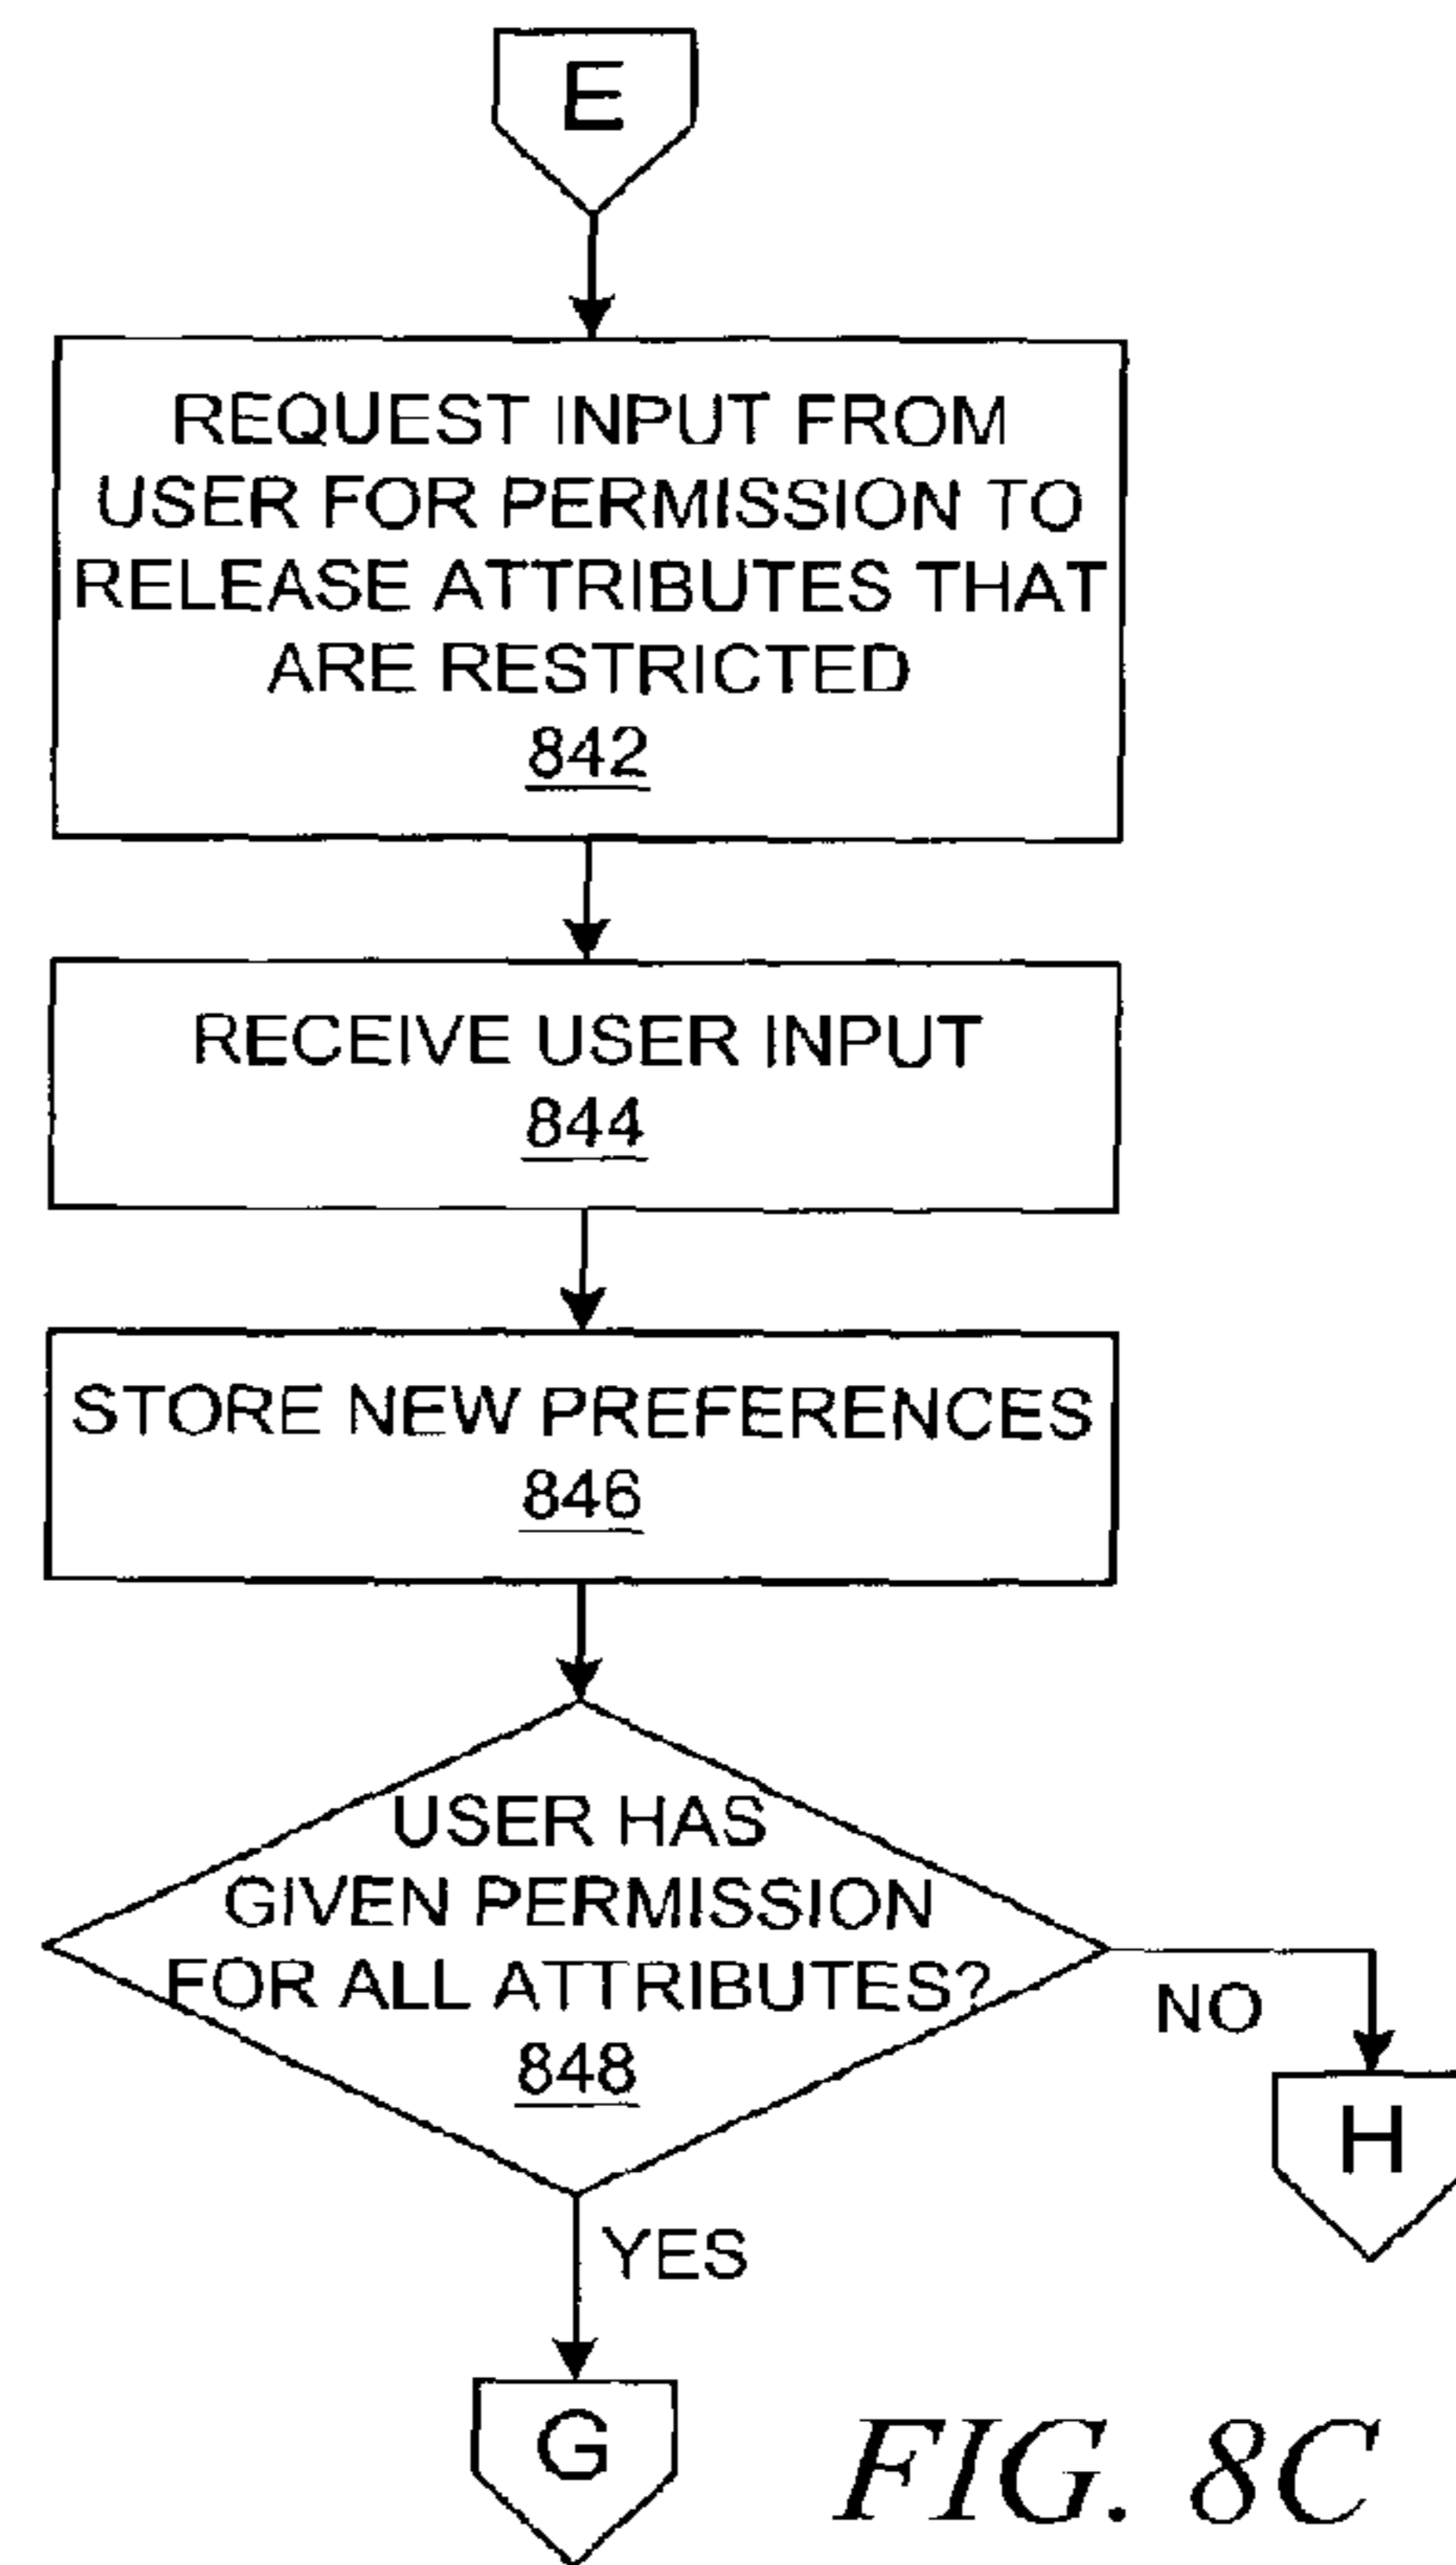 E
REQUEST INPUT FROM
USER FOR PERMISSION TO
RELEASE ATTRIBUTES THAT
ARE RESTRICTED
842
RECEIVE USER INPUT
844
STORE NEW PREFERENCES
846
USER HAS
GIVEN PERMISSION
FOR ALL ATTRIBUTES?
848
NO
H
YES
G
FIG. 8C